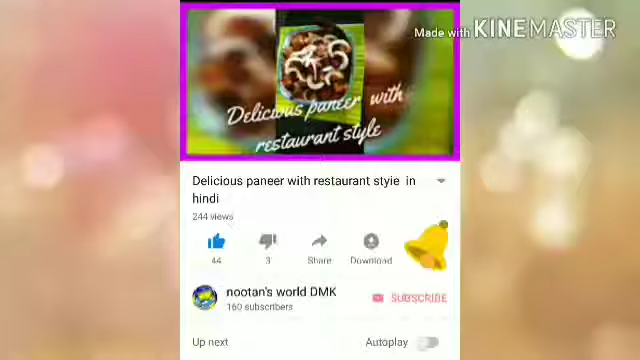 Made with KINEMASTER
Delicious paneer with
restaurant style
Delicious paneer with restaurant styie in
hindi
244 views
44
3
Share
Download
nootan's world DMK
160 subscribers
SUBSCRIBE
Up next
Autoplay